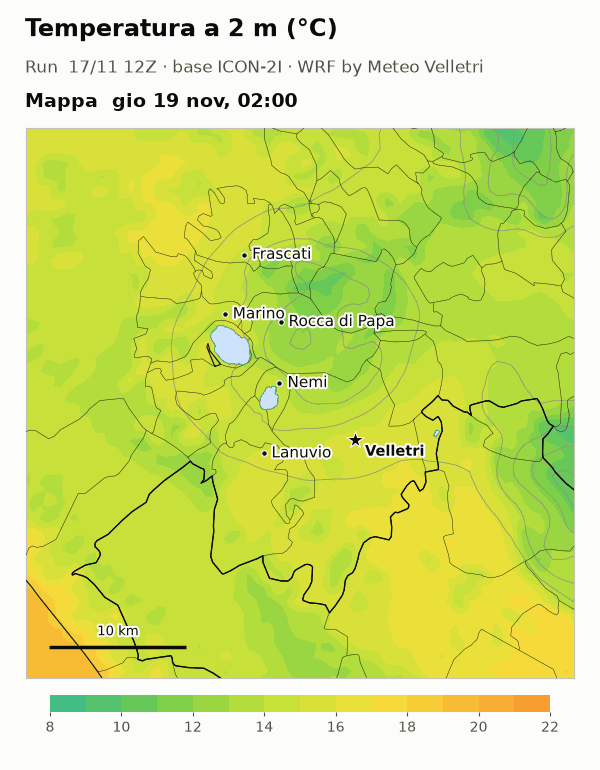 Temperatura a 2 m (°C)
Run  17/11 12Z · base ICON-2I · WRF by Meteo Velletri
Mappa  gio 19 nov, 02:00
Frascati
Marino
Rocca di Papa
Nemi
Velletri
Lanuvio
10 km
8 10 12 14 16 18 20 22